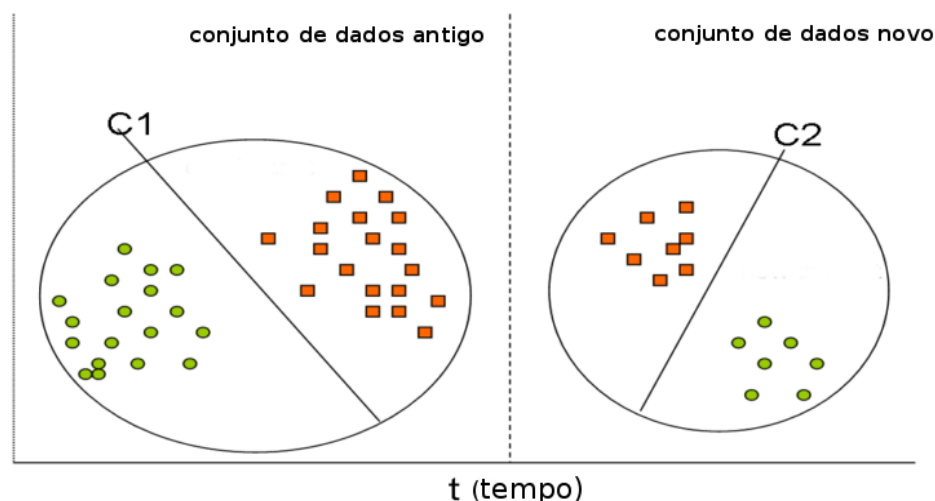 conjunto de dados antigo
conjunto de dados novo
C1
C2
t (tempo)